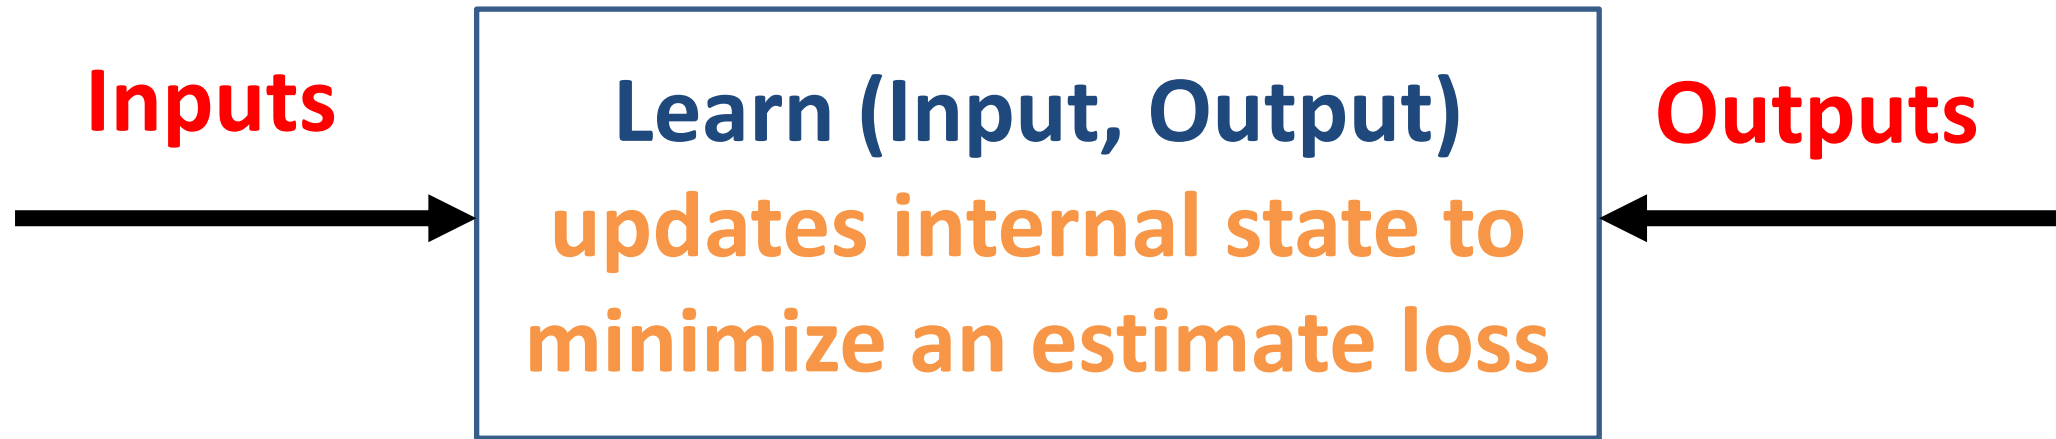 Inputs
Learn (Input, Output)
updates internal state to
minimize an estimate loss
Outputs